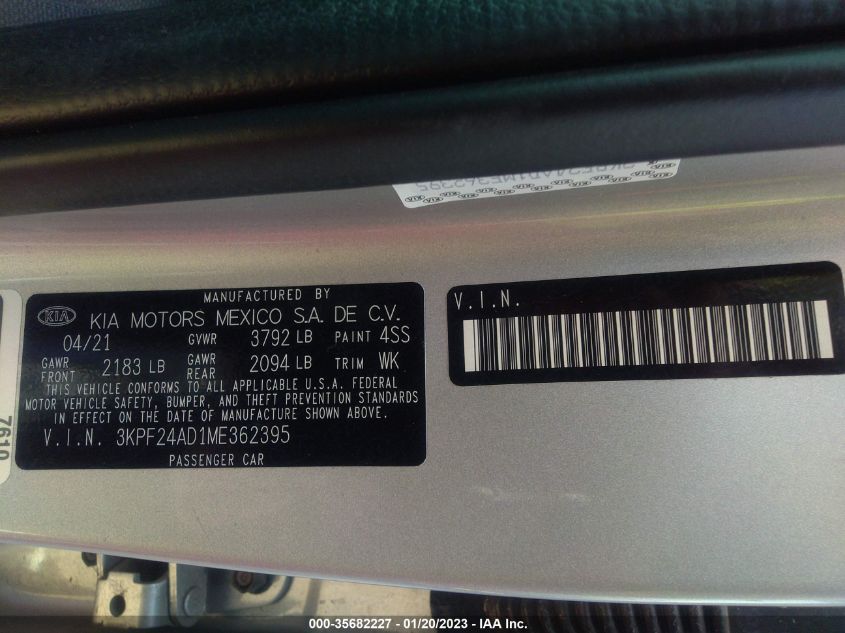 3KPF24AD1ME362395
MANUFACTURED BY
KIA KIA MOTORS MEXICO S.A. DE C.V.
04/21 GVWR 3792 LB PAINT 4SS
GAWR FRONT 2183 LB GAWR REAR 2094 LB TRIM WK
THIS VEHICLE CONFORMS TO ALL APPLICABLE U.S.A. FEDERAL
MOTOR VEHICLE SAFETY, BUMPER, AND THEFT PREVENTION STANDARDS
IN EFFECT ON THE DATE OF MANUFACTURE SHOWN ABOVE.
V.I.N. 3KPF24AD1ME362395
PASSENGER CAR
V.I.N.
7610
000-35682227 - 01/20/2023 - IAA Inc.